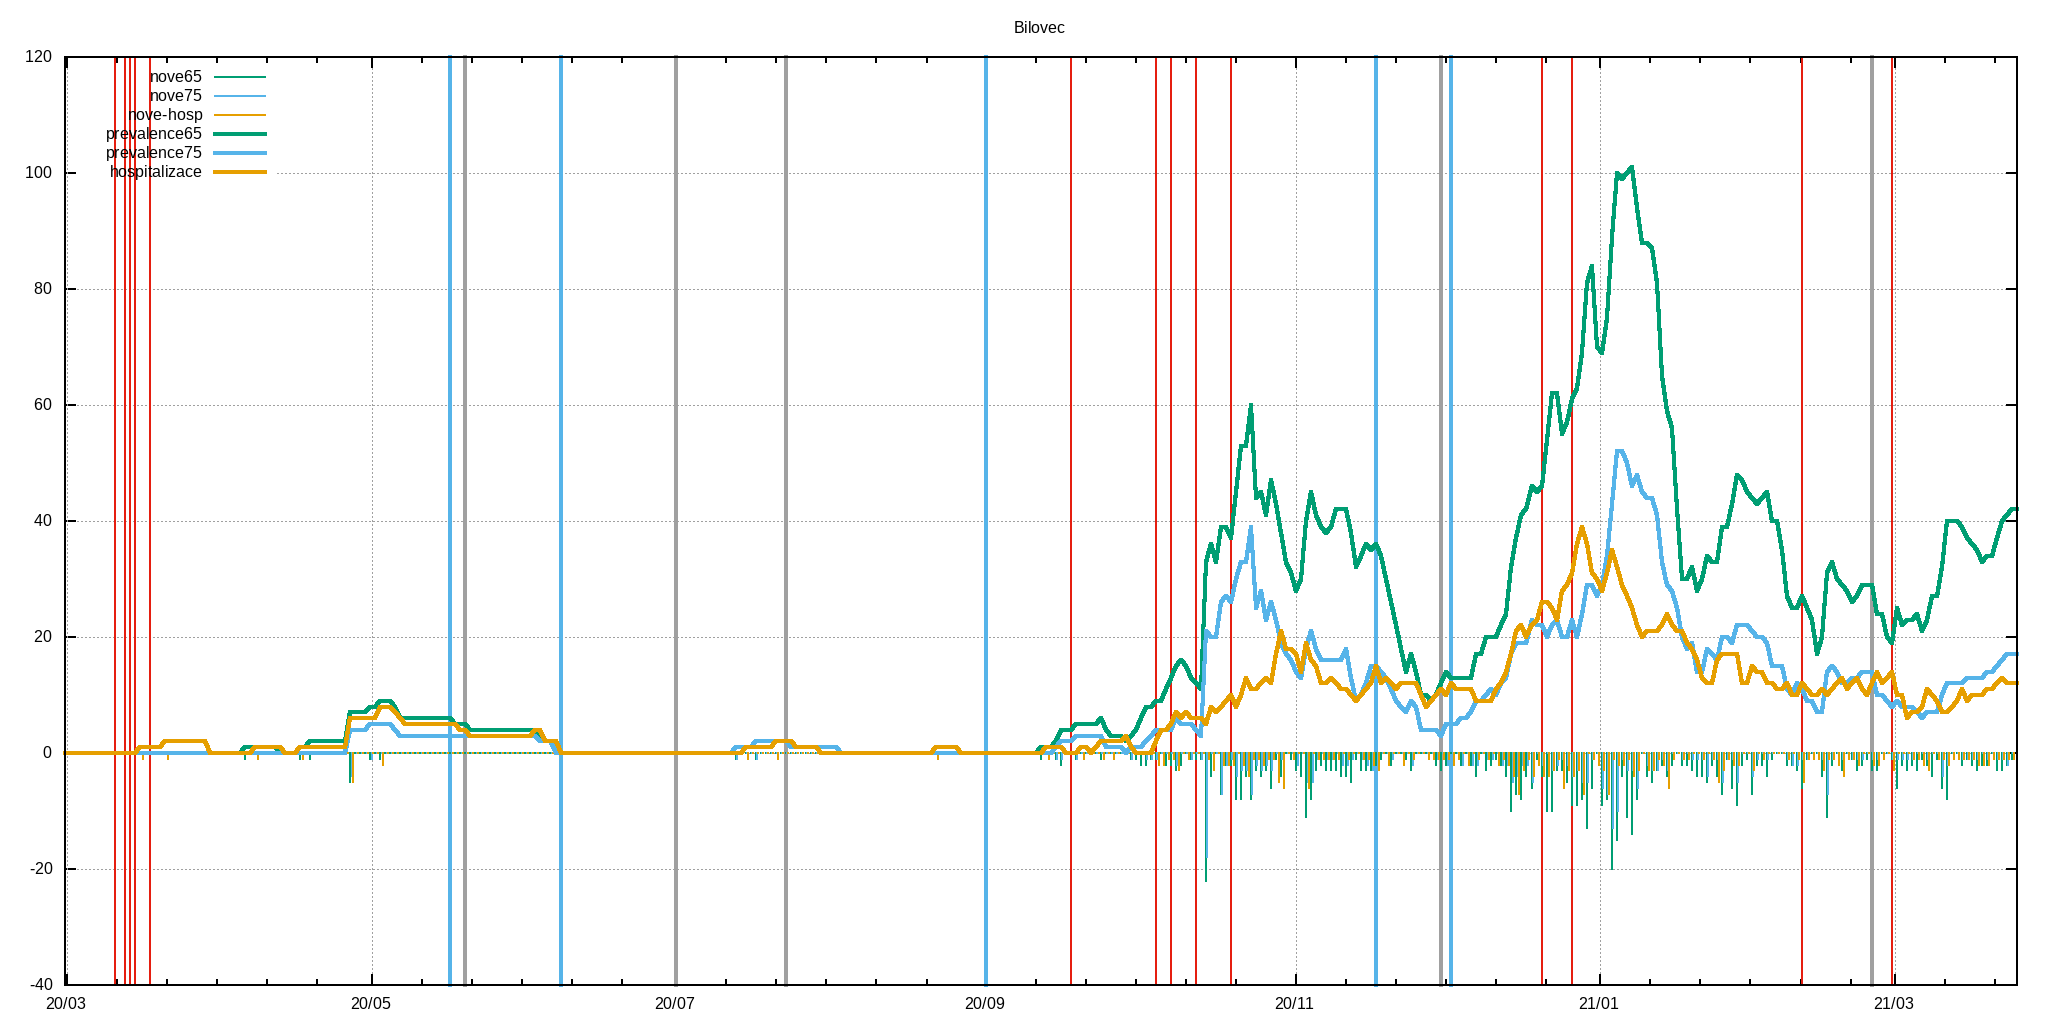 Bilovec
120
100
80
60
40
20
0
-20
-40
nove65
nove75
nove-hosp
prevalence65
prevalence75
hospitalizace
20/03 20/05 20/07 20/09 20/11 21/01 21/03